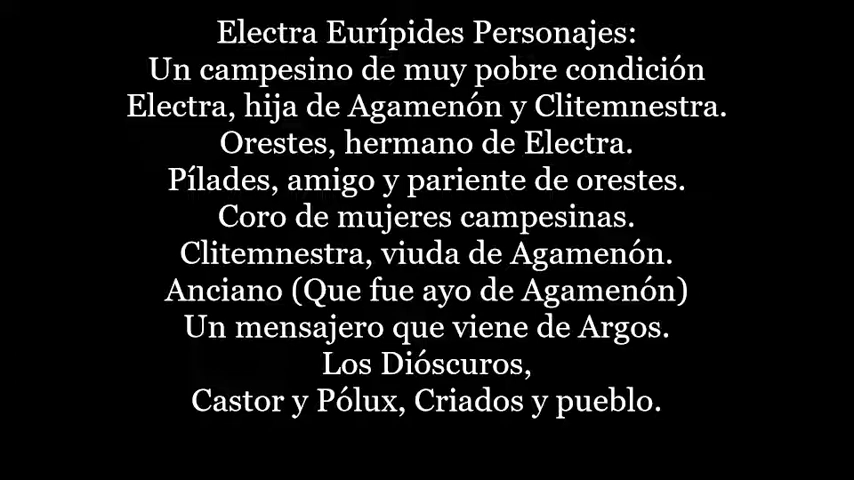 Electra Eurípides Personajes:
Un campesino de muy pobre condición
Electra, hija de Agamenón y Clitemnestra.
Orestes, hermano de Electra.
Pílades, amigo y pariente de orestes.
Coro de mujeres campesinas.
Clitemnestra, viuda de Agamenón.
Anciano (Que fue ayo de Agamenón)
Un mensajero que viene de Argos.
Los Dióscuros,
Castor y Pólux, Criados y pueblo.